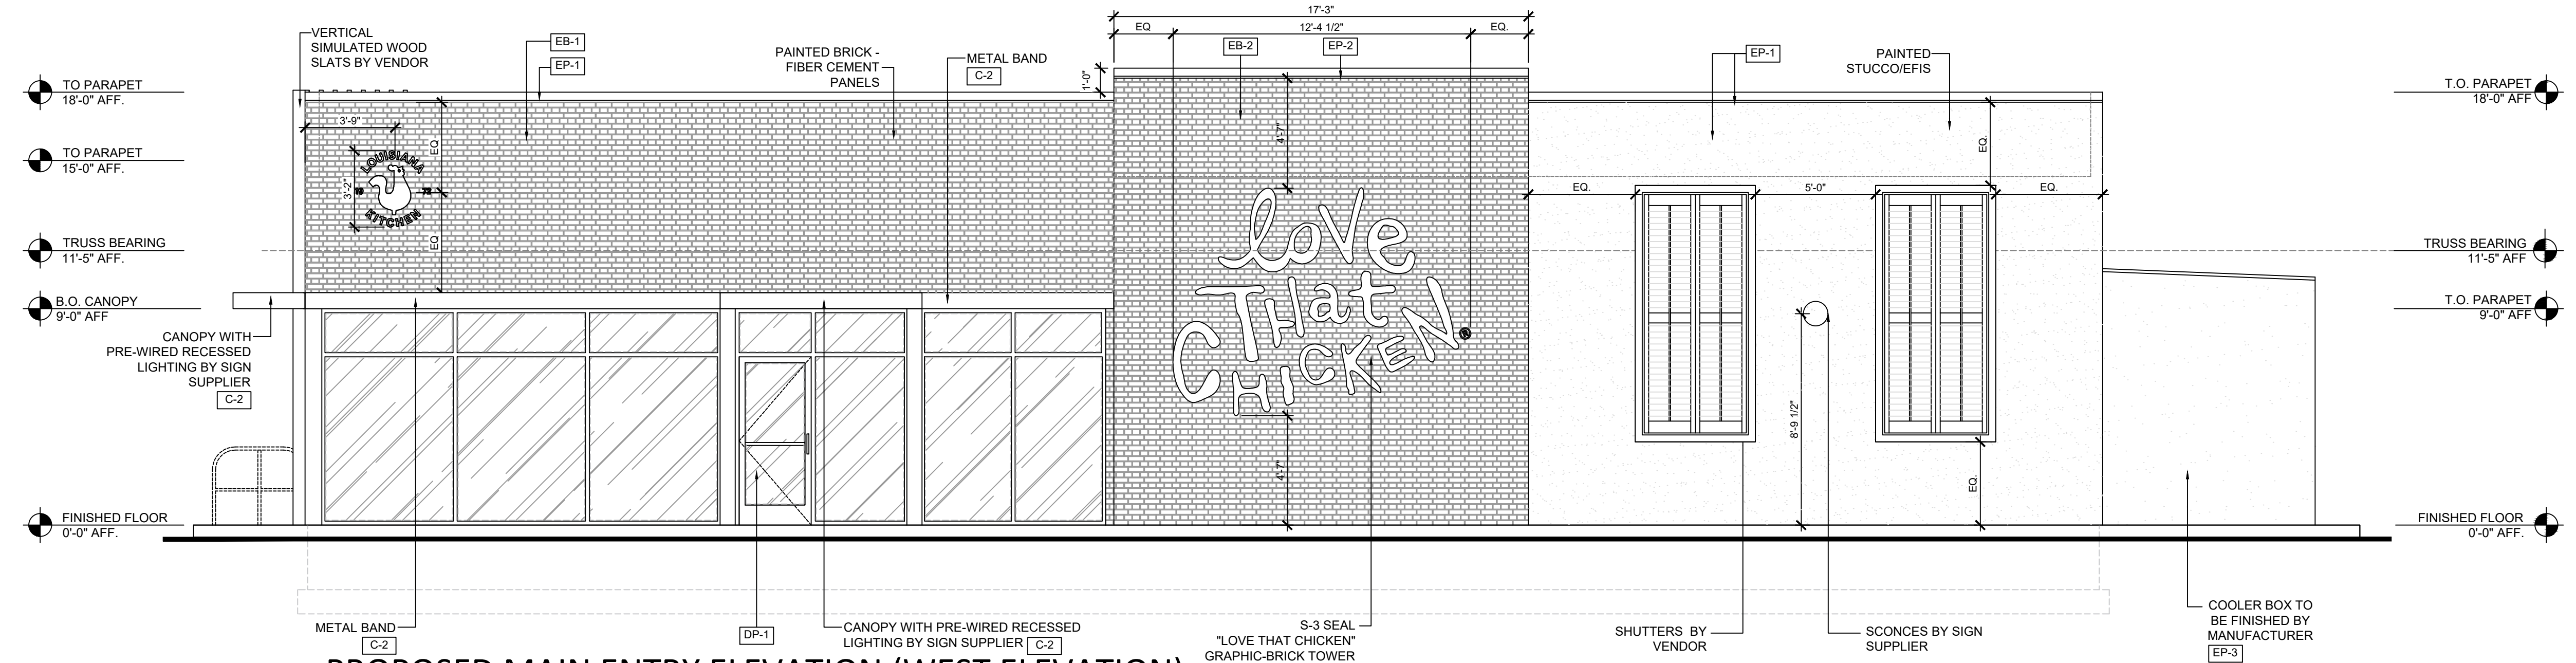 17'-3"
EQ
12'-4 1/2"
EQ.
VERTICAL
SIMULATED WOOD
SLATS BY VENDOR
EB-1
EP-1
PAINTED BRICK -
FIBER CEMENT
PANELS
METAL BAND
C-2
1'-0"
EB-2
EP-2
EP-1
PAINTED
STUCCO/EFIS
TO PARAPET
18'-0" AFF.
T.O. PARAPET
18'-0" AFF
3'-9"
EQ
4'-7"
EQ.
TO PARAPET
15'-0" AFF.
3'-2"
LOUISIANA
19 72
KITCHEN
EQ
EQ.
5'-0"
EQ.
TRUSS BEARING
11'-5" AFF.
TRUSS BEARING
11'-5" AFF
love
THat
CHICKEN®
B.O. CANOPY
9'-0" AFF
T.O. PARAPET
9'-0" AFF
CANOPY WITH
PRE-WIRED RECESSED
LIGHTING BY SIGN
SUPPLIER
C-2
8'-9 1/2"
4'-7"
EQ.
FINISHED FLOOR
0'-0" AFF.
FINISHED FLOOR
0'-0" AFF.
METAL BAND
C-2
DP-1
CANOPY WITH PRE-WIRED RECESSED
LIGHTING BY SIGN SUPPLIER C-2
S-3 SEAL
"LOVE THAT CHICKEN"
GRAPHIC-BRICK TOWER
SHUTTERS BY
VENDOR
SCONCES BY SIGN
SUPPLIER
COOLER BOX TO
BE FINISHED BY
MANUFACTURER
EP-3
PROPOSED MAIN ENTRY ELEVATION (WEST ELEVATION)